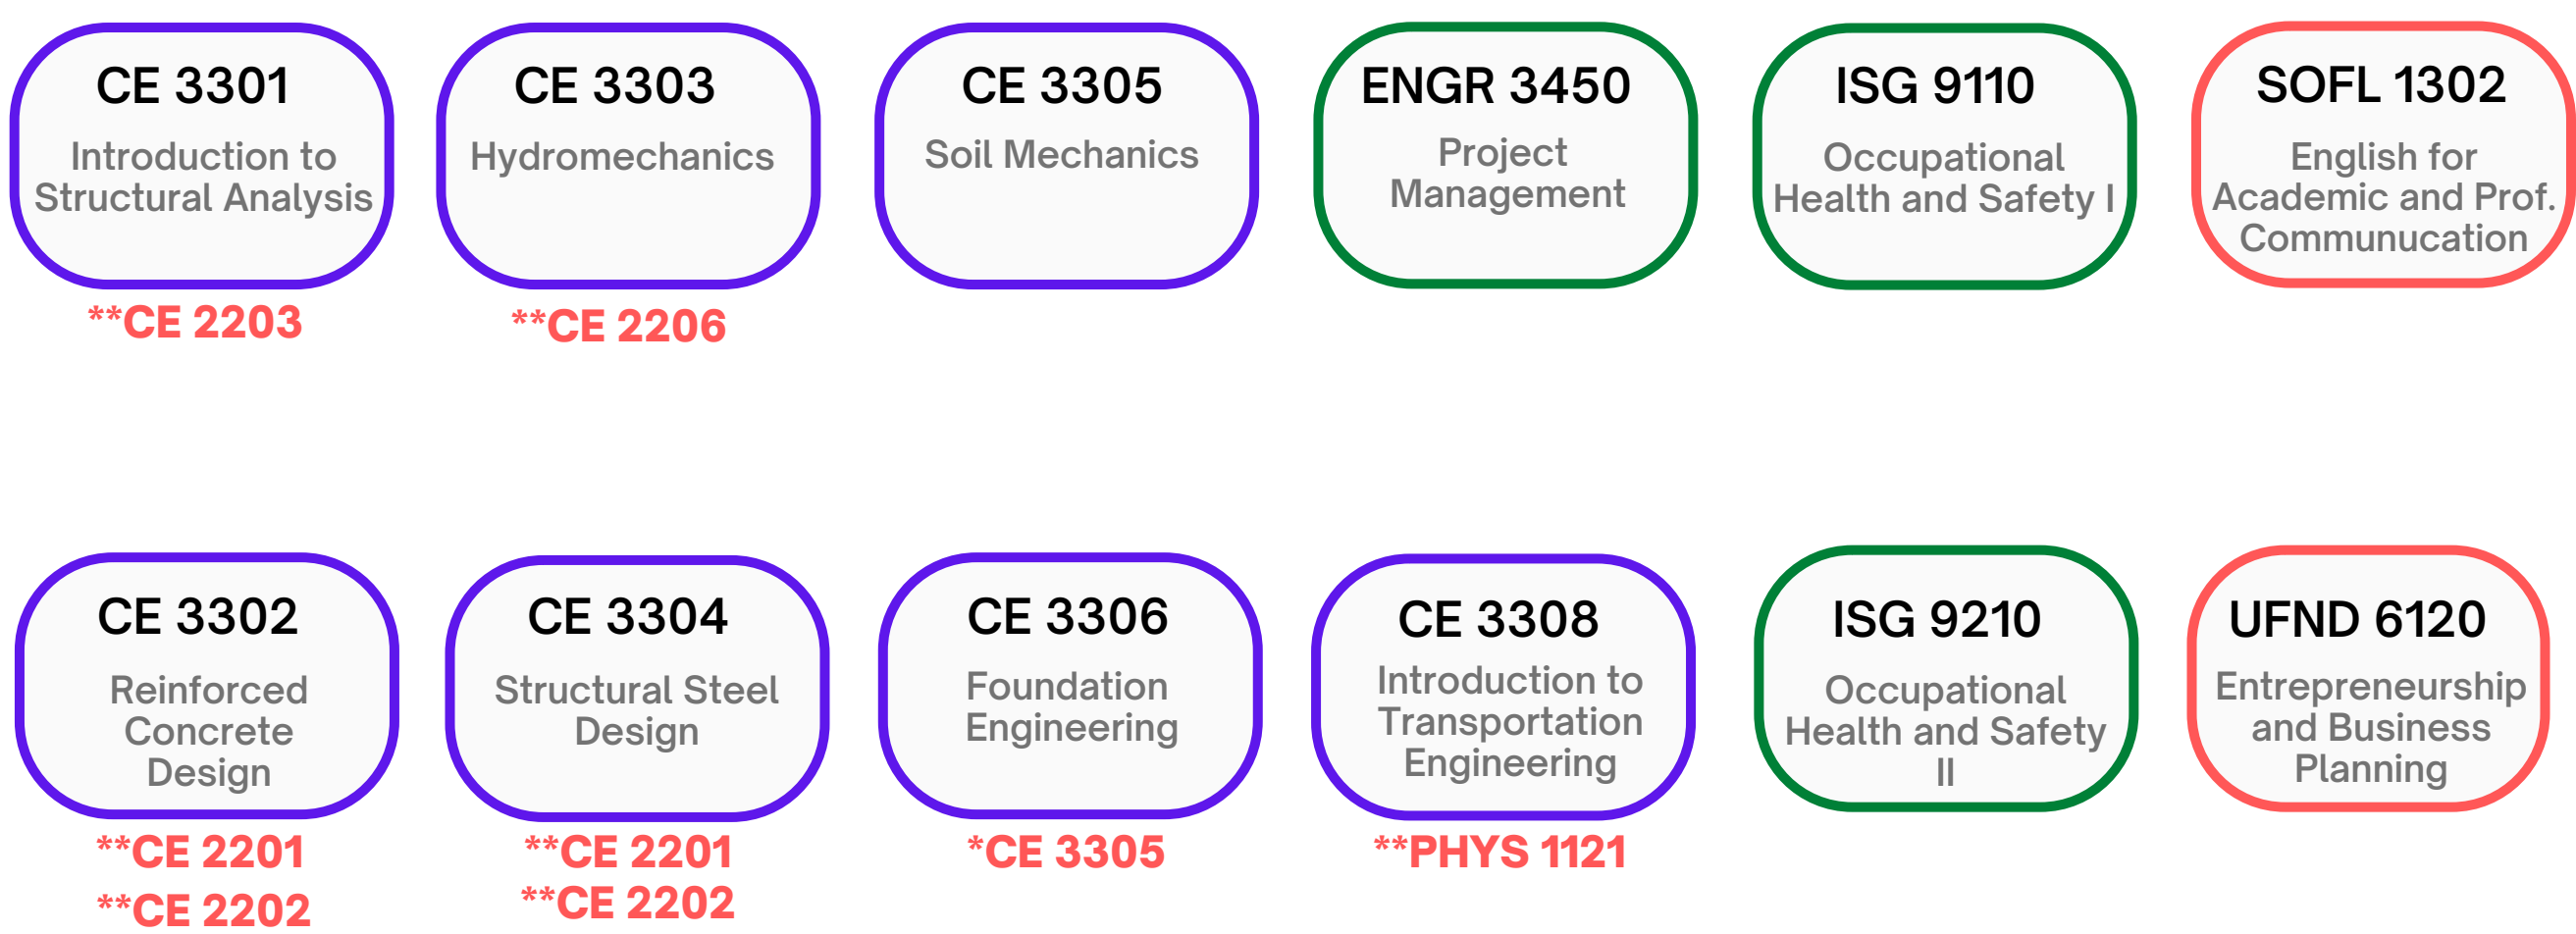 CE 3301
Introduction to
Structural Analysis
**CE 2203
CE 3303
Hydromechanics
**CE 2206
CE 3305
Soil Mechanics
ENGR 3450
Project
Management
ISG 9110
Occupational
Health and Safety I
SOFL 1302
English for
Academic and Prof.
Communucation
CE 3302
Reinforced
Concrete
Design
**CE 2201
**CE 2202
CE 3304
Structural Steel
Design
**CE 2201
**CE 2202
CE 3306
Foundation
Engineering
*CE 3305
CE 3308
Introduction to
Transportation
Engineering
**PHYS 1121
ISG 9210
Occupational
Health and Safety
II
UFND 6120
Entrepreneurship
and Business
Planning